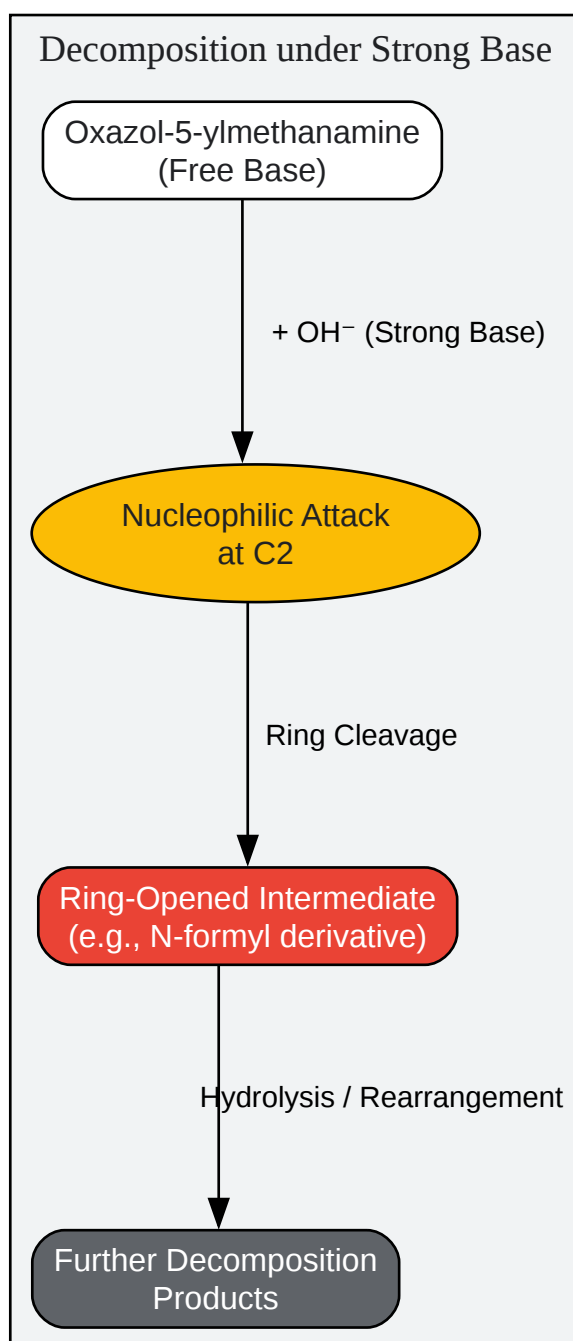 Decomposition under Strong Base
Oxazol-5-ylmethanamine
(Free Base)
+ OH⁻ (Strong Base)
Nucleophilic Attack
at C2
Ring Cleavage
Ring-Opened Intermediate
(e.g., N-formyl derivative)
Hydrolysis / Rearrangement
Further Decomposition
Products